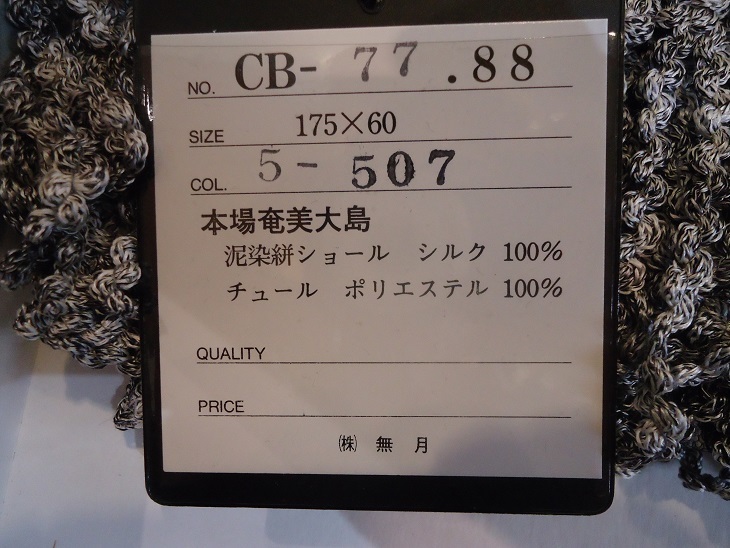 NO. CB- 77 .88
SIZE 175×60
COL. 5- 507
本場奄美大島
泥染絣ショール シルク 100%
チュール ポリエステル 100%
QUALITY
PRICE
㈱ 無月